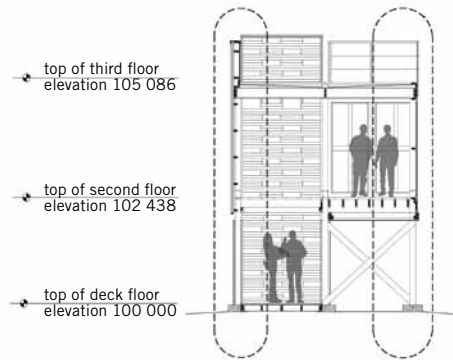 top of third floor
elevation 105 086
top of second floor
elevation 102 438
top of deck floor
elevation 100 000